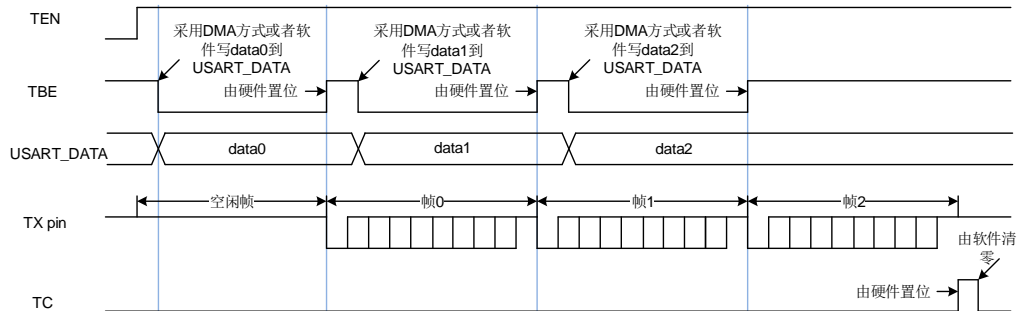 TEN
采用DMA方式或者软
件写data0到
USART_DATA
采用DMA方式或者软
件写data1到
USART_DATA
采用DMA方式或者软
件写data2到
USART_DATA
TBE
由硬件置位
由硬件置位
由硬件置位
USART_DATA
data0
data1
data2
空闲帧
帧0
帧1
帧2
TX pin
由软件清
零
由硬件置位
TC